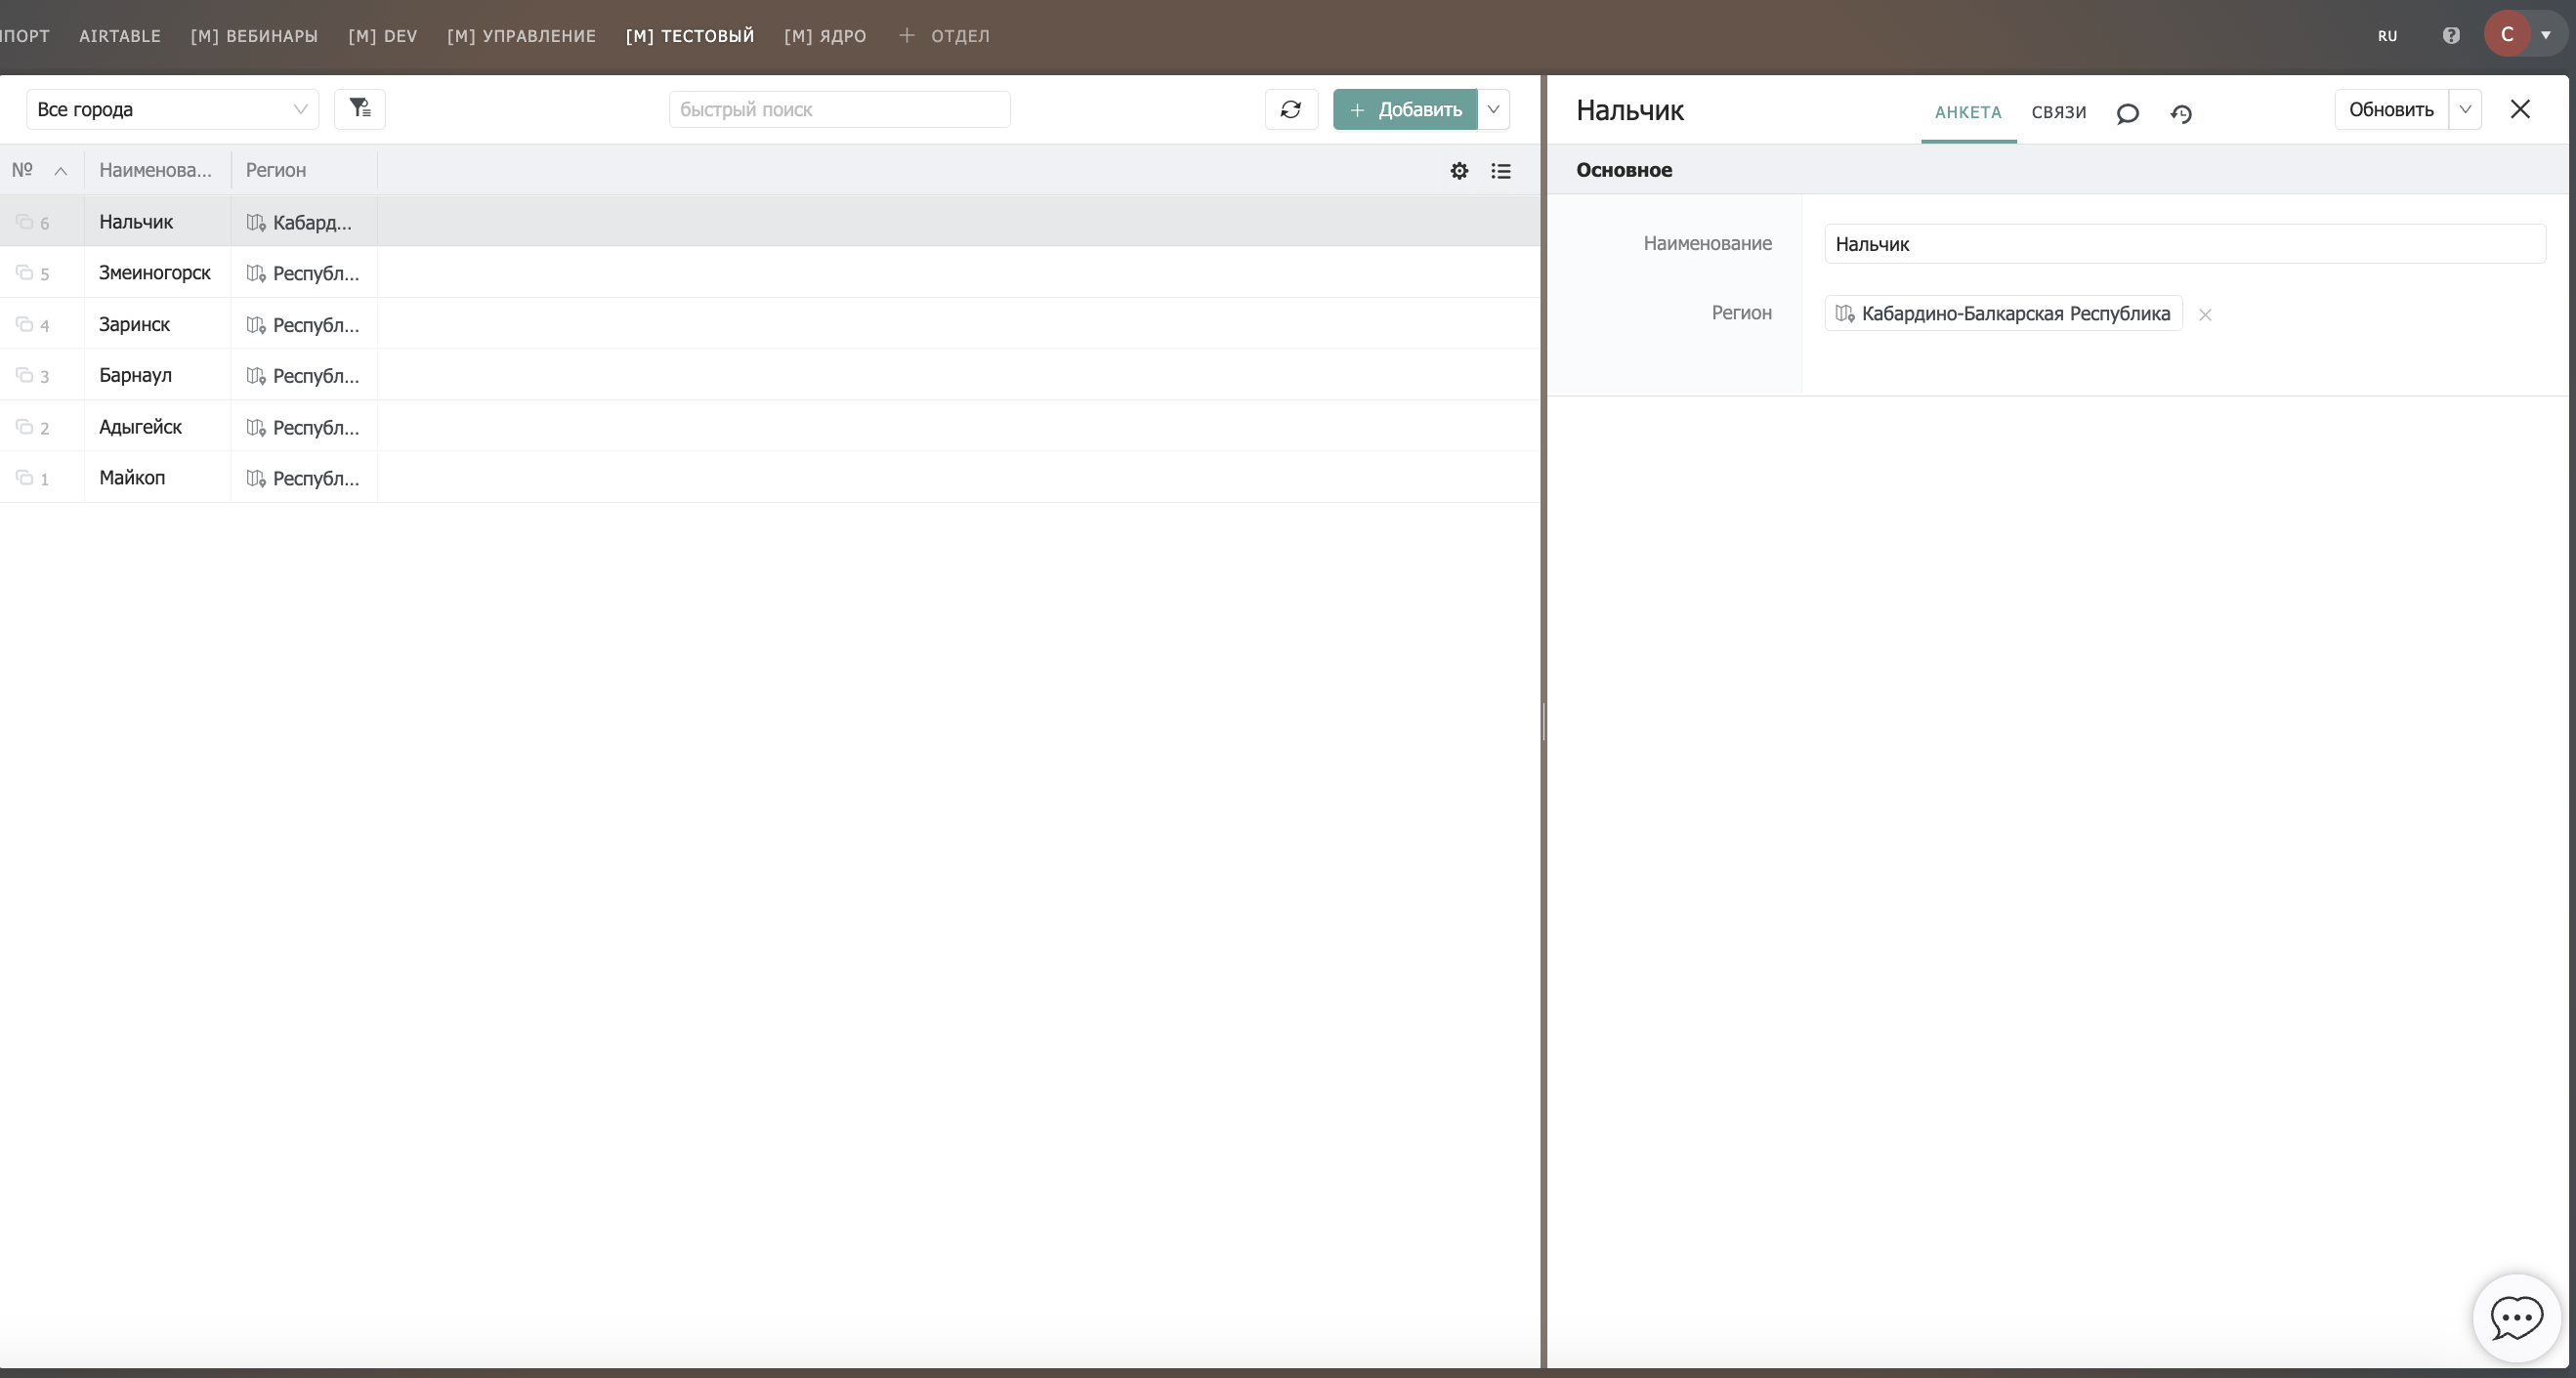 ПОРТ AIRTABLE [М] ВЕБИНАРЫ [М] DEV [М] УПРАВЛЕНИЕ [М] ТЕСТОВЫЙ [М] ЯДРО + ОТДЕЛ RU ? C
Все города быстрый поиск + Добавить
№ Наименова... Регион
6 Нальчик Кабард...
5 Змеиногорск Республ...
4 Заринск Республ...
3 Барнаул Республ...
2 Адыгейск Республ...
1 Майкоп Республ...
Нальчик АНКЕТА СВЯЗИ Обновить
Основное
Наименование Нальчик
Регион Кабардино-Балкарская Республика